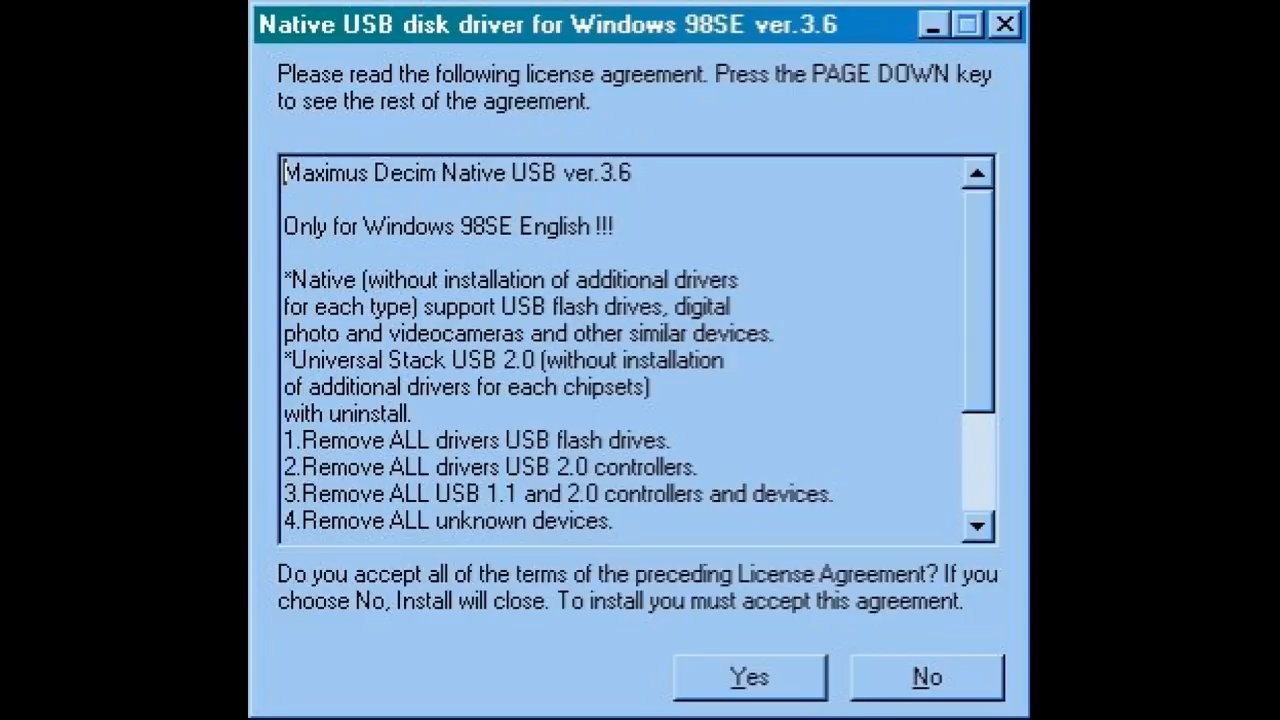 Native USB disk driver for Windows 98SE ver.3.6
Please read the following license agreement. Press the PAGE DOWN key
to see the rest of the agreement.
Maximus Decim Native USB ver.3.6
Only for Windows 98SE English !!!
*Native (without installation of additional drivers
for each type) support USB flash drives, digital
photo and videocameras and other similar devices.
*Universal Stack USB 2.0 (without installation
of additional drivers for each chipsets)
with uninstall.
1.Remove ALL drivers USB flash drives.
2.Remove ALL drivers USB 2.0 controllers.
3.Remove ALL USB 1.1 and 2.0 controllers and devices.
4.Remove ALL unknown devices.
Do you accept all of the terms of the preceding License Agreement? If you
choose No, Install will close. To install you must accept this agreement.
Yes
No